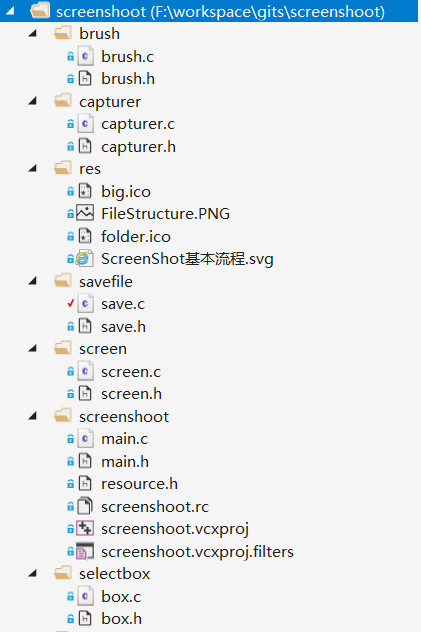 screenshoot (F:\workspace\gits\screenshoot)
brush
brush.c
brush.h
capturer
capturer.c
capturer.h
res
big.ico
FileStructure.PNG
folder.ico
ScreenShot基本流程.svg
savefile
save.c
save.h
screen
screen.c
screen.h
screenshoot
main.c
main.h
resource.h
screenshoot.rc
screenshoot.vcxproj
screenshoot.vcxproj.filters
selectbox
box.c
box.h